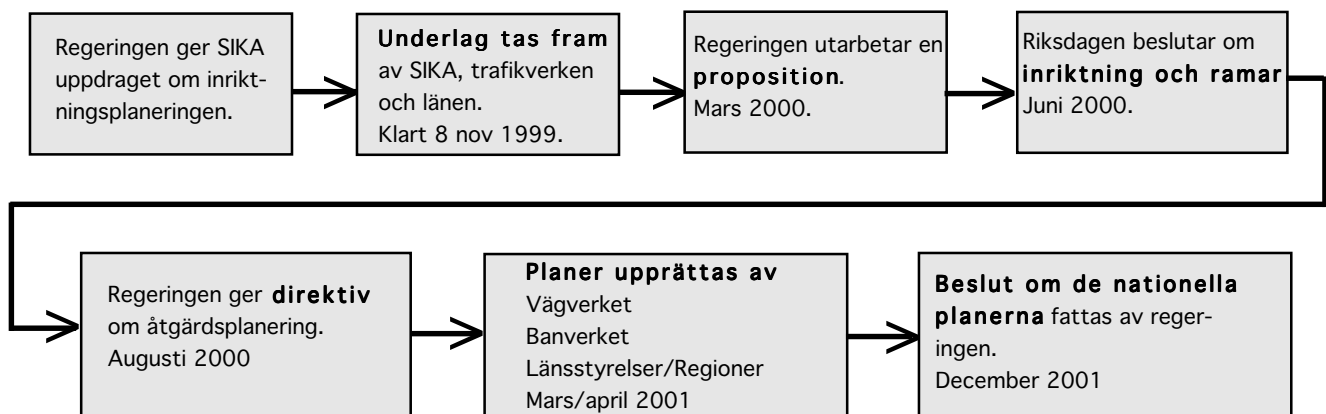 Regeringen ger SIKA
uppdraget om inrikt-
ningsplaneringen.
Underlag tas fram
av SIKA, trafikverken
och länen.
Klart 8 nov 1999.
Regeringen utarbetar en
proposition.
Mars 2000.
Riksdagen beslutar om
inriktning och ramar
Juni 2000.
Regeringen ger direktiv
om åtgärdsplanering.
Augusti 2000
Planer upprättas av
Vägverket
Banverket
Länsstyrelser/Regioner
Mars/april 2001
Beslut om de nationella
planerna fattas av reger-
ingen.
December 2001